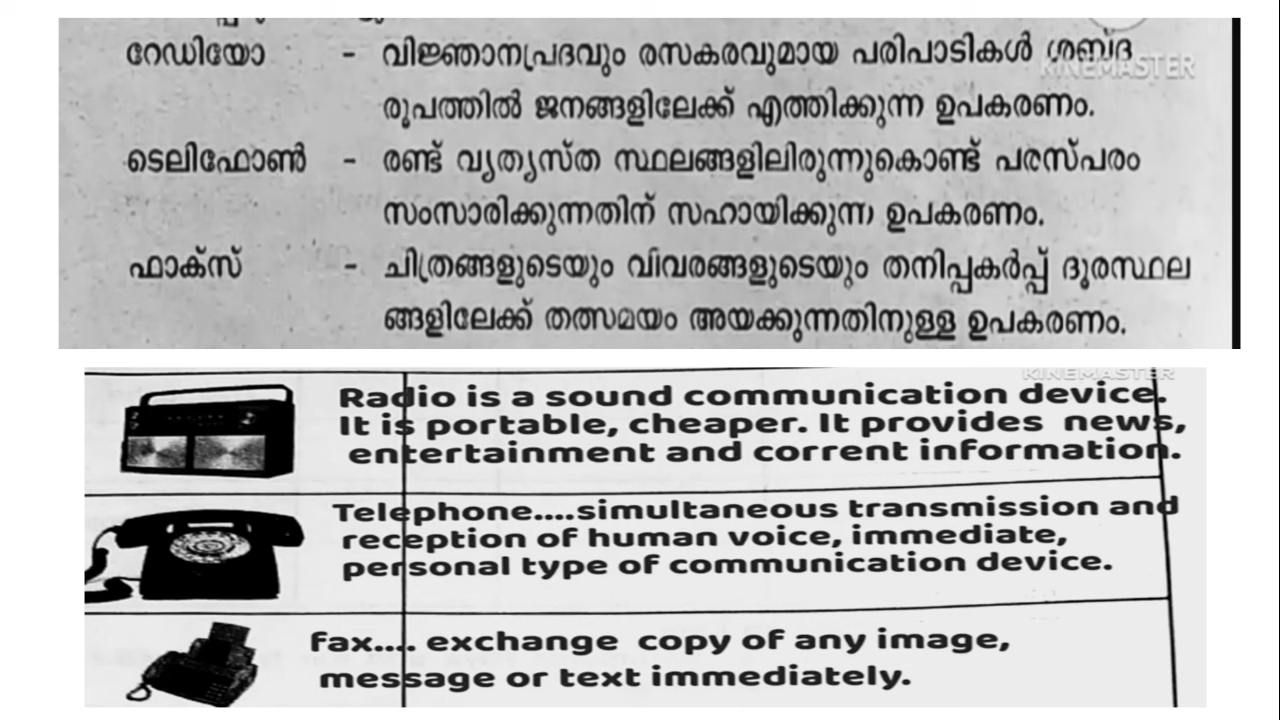 റേഡിയോ - വിജ്ഞാനപ്രദവും രസകരവുമായ പരിപാടികൾ ശബ്ദ
KINEMASTER
രൂപത്തിൽ ജനങ്ങളിലേക്ക് എത്തിക്കുന്ന ഉപകരണം.
ടെലിഫോൺ - രണ്ട് വ്യത്യസ്ത സ്ഥലങ്ങളിലിരുന്നുകൊണ്ട് പരസ്പരം
സംസാരിക്കുന്നതിന് സഹായിക്കുന്ന ഉപകരണം.
ഫാക്സ് - ചിത്രങ്ങളുടെയും വിവരങ്ങളുടെയും തനിപ്പകർപ്പ് ദൂരസ്ഥല
ങ്ങളിലേക്ക് തത്സമയം അയക്കുന്നതിനുള്ള ഉപകരണം.
KINEMASTER
Radio is a sound communication device.
It is portable, cheaper. It provides news,
entertainment and corrent information.
Telephone....simultaneous transmission and
reception of human voice, immediate,
personal type of communication device.
fax.... exchange copy of any image,
message or text immediately.